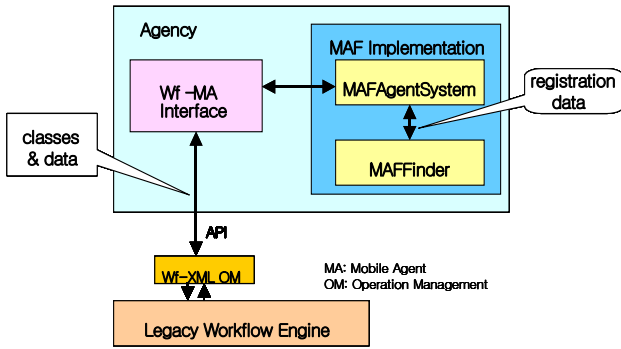 Agency
MAF Implementation
Wf -MA
Interface
MAFAgentSystem
registration
data
classes
& data
MAFFinder
API
Wf-XML OM
MA: Mobile Agent
OM: Operation Management
Legacy Workflow Engine